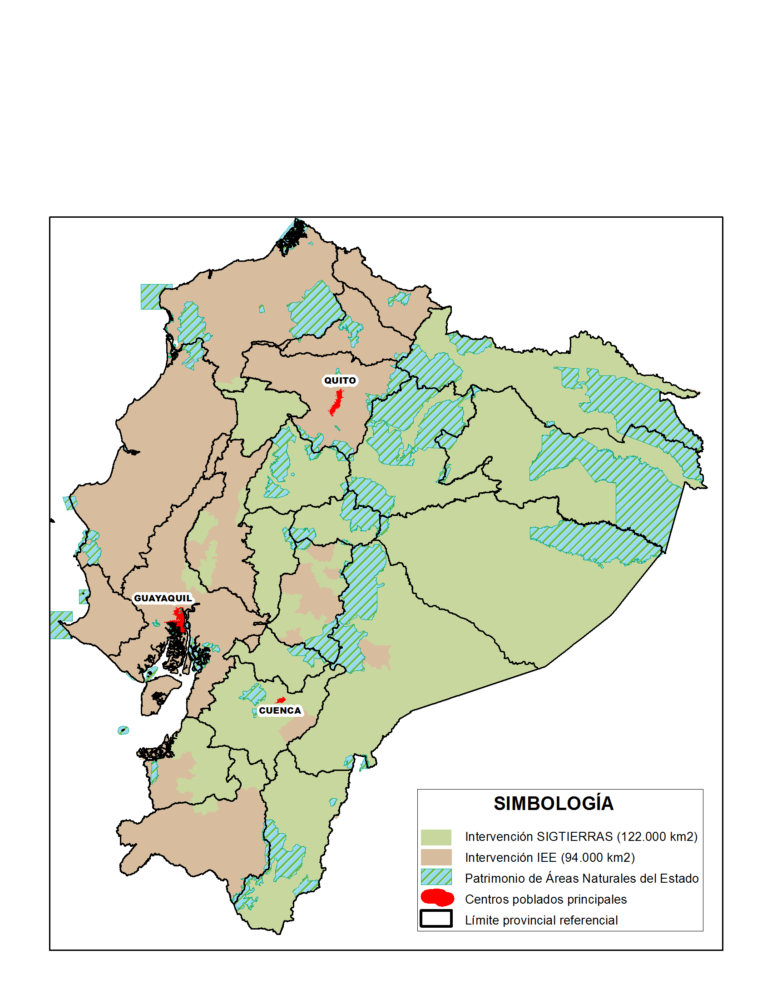 QUITO
GUAYAQUIL
CUENCA
SIMBOLOGÍA
Intervención SIGTIERRAS (122.000 km2)
Intervención IEE (94.000 km2)
Patrimonio de Áreas Naturales del Estado
Centros poblados principales
Límite provincial referencial